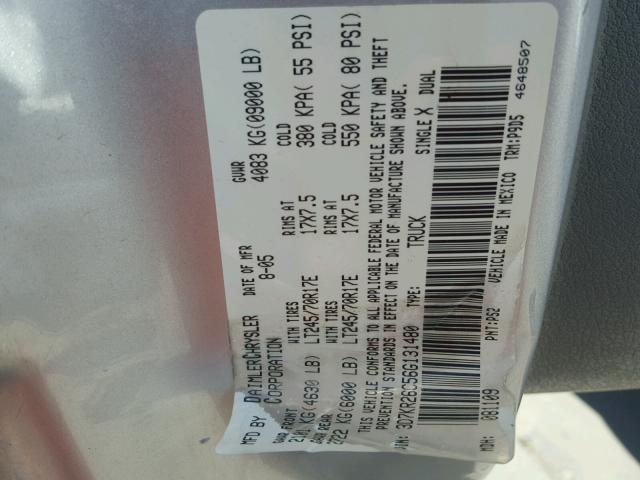 MFD BY DAIMLERCHRYSLER CORPORATION
DATE OF MFR 8-05
GVWR 4083 KG(09000 LB)
GAWR FRONT WITH TIRES RIMS AT COLD
KG(4630 LB) LT245/70R17E 17X7.5 380 KPA( 55 PSI)
GAWR REAR WITH TIRES RIMS AT COLD
2722 KG(6000 LB) LT245/70R17E 17X7.5 550 KPA( 80 PSI)
THIS VEHICLE CONFORMS TO ALL APPLICABLE FEDERAL MOTOR VEHICLE SAFETY AND THEFT
PREVENTION STANDARDS IN EFFECT ON THE DATE OF MANUFACTURE SHOWN ABOVE.
VIN: 3D7KR26C56G131480 TYPE: TRUCK SINGLE X DUAL
081109 PNT:PS2 VEHICLE MADE IN MEXICO TRM:P9D5 4648507